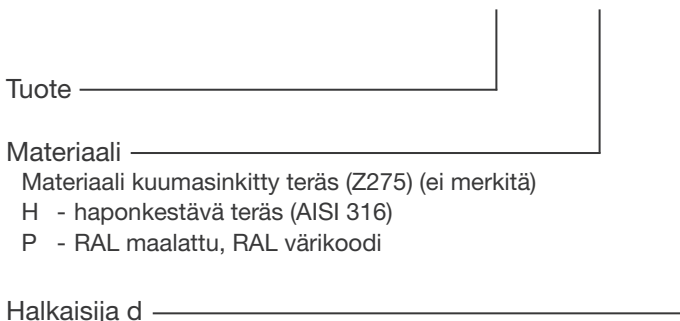 Tuote
Materiaali
Materiaali kuumasinkitty teräs (Z275) (ei merkitä)
H - haponkestävä teräs (AISI 316)
P - RAL maalattu, RAL värikoodi
Halkaisija d